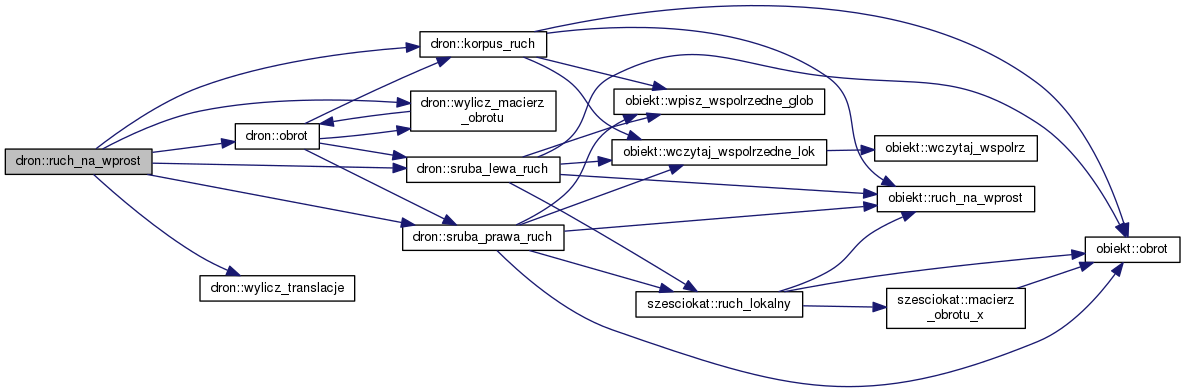 dron::ruch_na_wprost
dron::korpus_ruch
dron::wylicz_macierz
_obrotu
dron::obrot
dron::sruba_lewa_ruch
dron::sruba_prawa_ruch
dron::wylicz_translacje
obiekt::wpisz_wspolrzedne_glob
obiekt::wczytaj_wspolrzedne_lok
obiekt::wczytaj_wspolrz
obiekt::ruch_na_wprost
obiekt::obrot
szesciokat::ruch_lokalny
szesciokat::macierz
_obrotu_x